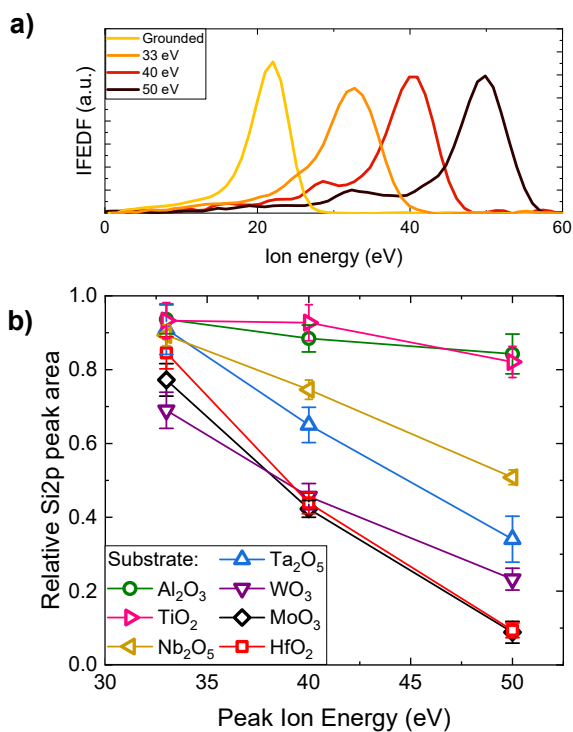 a)
Grounded
33 eV
40 eV
50 eV
IFEDF (a.u.)
0 20 40 60
Ion energy (eV)
b)
1.0
0.8
0.6
0.4
0.2
0.0
Relative Si2p peak area
Substrate:
Al₂O₃
TiO₂
Nb₂O₅
Ta₂O₅
WO₃
MoO₃
HfO₂
30 35 40 45 50
Peak Ion Energy (eV)